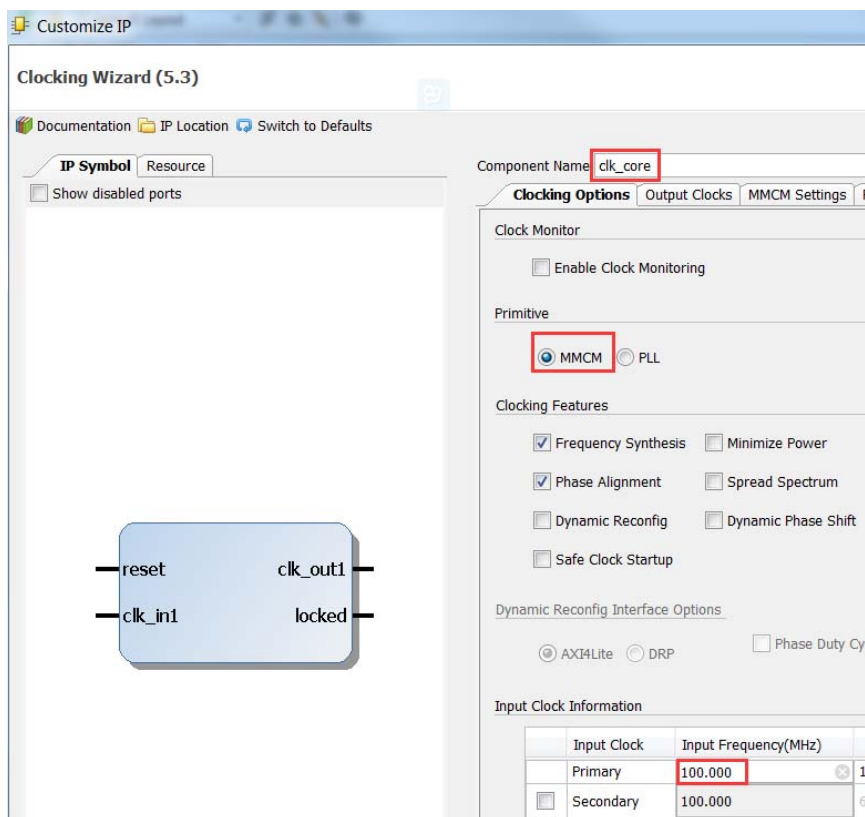 Customize IP
Clocking Wizard (5.3)
Documentation IP Location Switch to Defaults
IP Symbol Resource
Show disabled ports
reset clk_out1
clk_in1 locked
Component Name clk_core
Clocking Options Output Clocks MMCM Settings
Clock Monitor
Enable Clock Monitoring
Primitive
MMCM PLL
Clocking Features
Frequency Synthesis Minimize Power
Phase Alignment Spread Spectrum
Dynamic Reconfig Dynamic Phase Shift
Safe Clock Startup
Dynamic Reconfig Interface Options
AXI4Lite DRP Phase Duty Cy
Input Clock Information
Input Clock Input Frequency(MHz)
Primary 100.000 1
Secondary 100.000